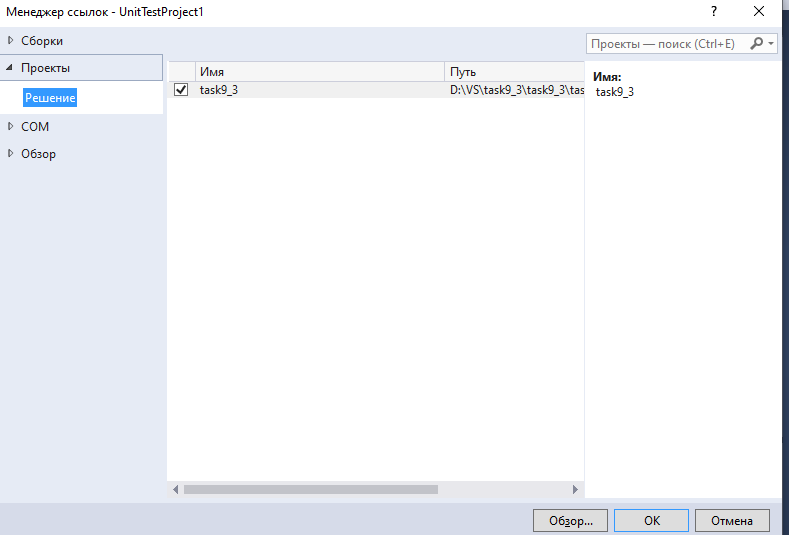 Менеджер ссылок - UnitTestProject1
?
Сборки
Проекты
Решение
COM
Обзор
Проекты — поиск (Ctrl+E)
Имя
Путь
task9_3
D:\VS\task9_3\task9_3\tas
Имя:
task9_3
Обзор...
ОК
Отмена